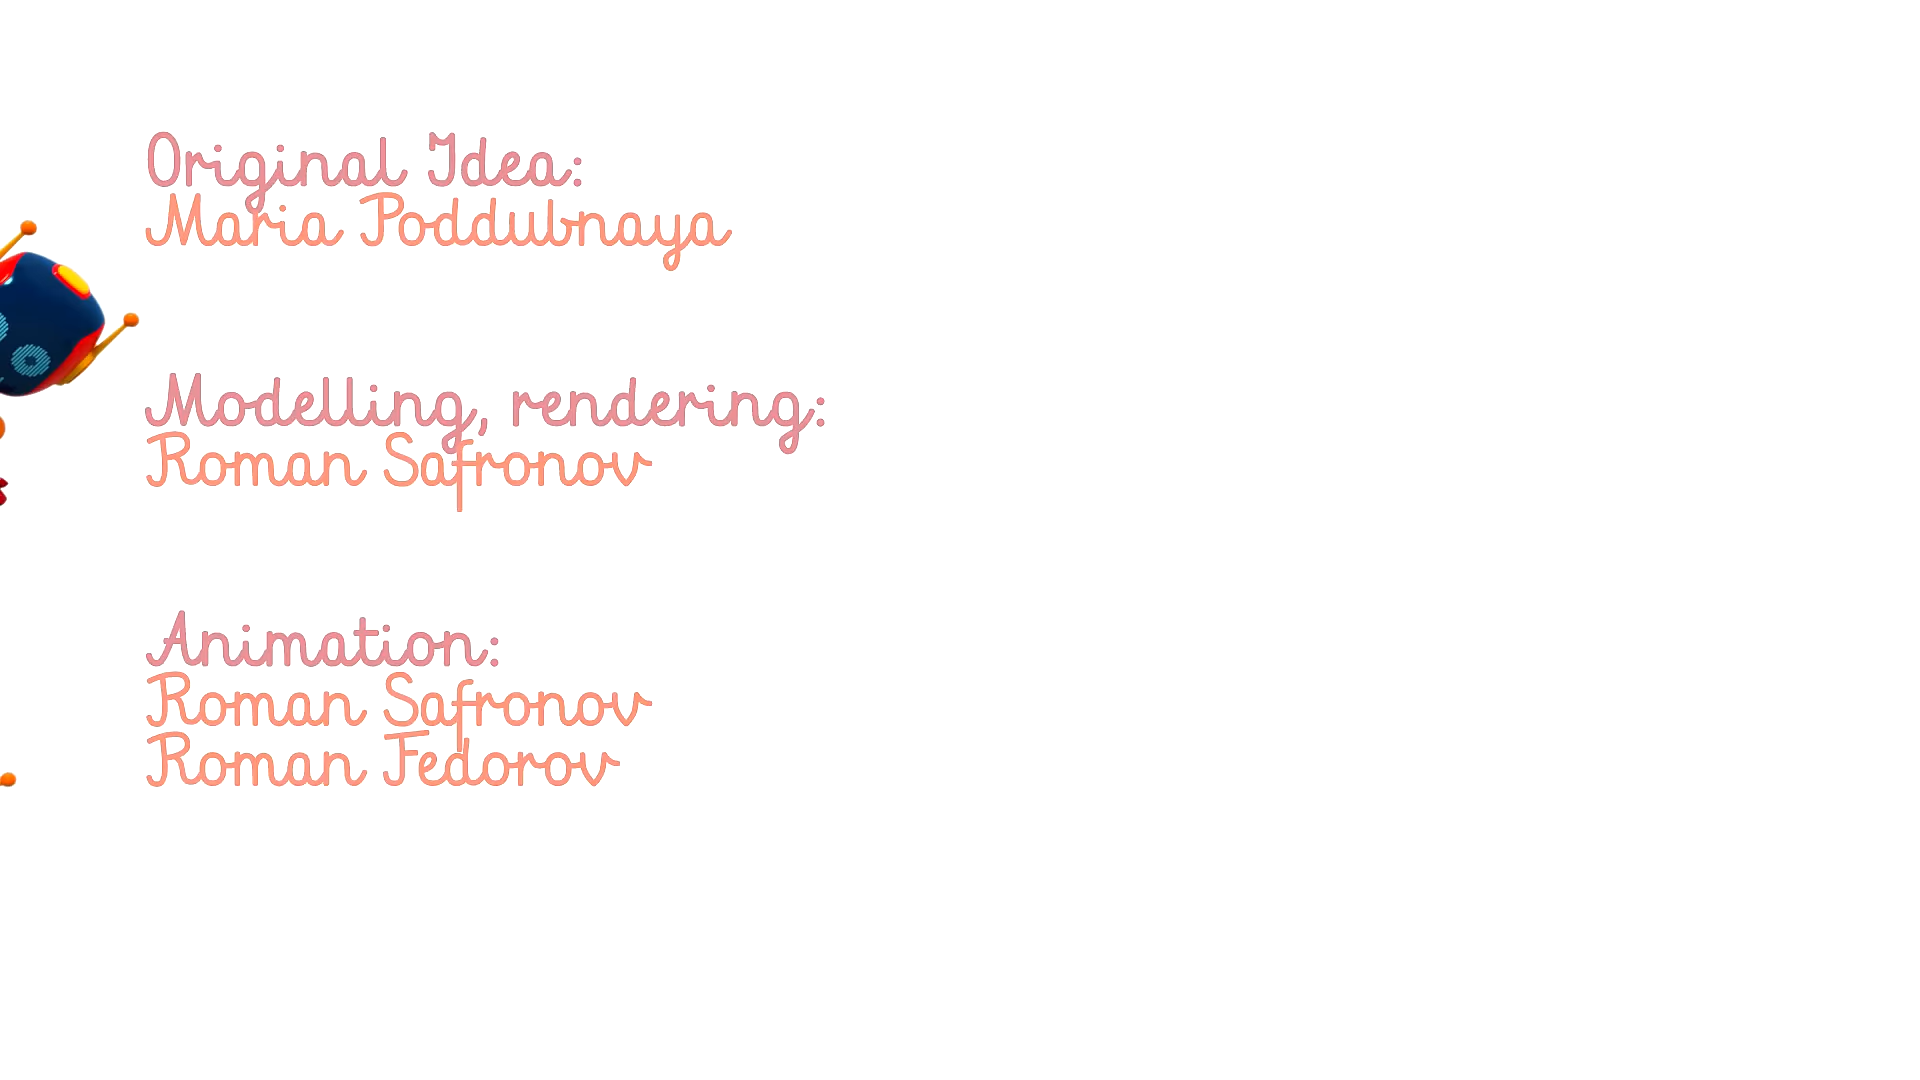 Original Idea:
Maria Poddubnaya
Modelling, rendering:
Roman Safronov
Animation:
Roman Safronov
Roman Fedorov